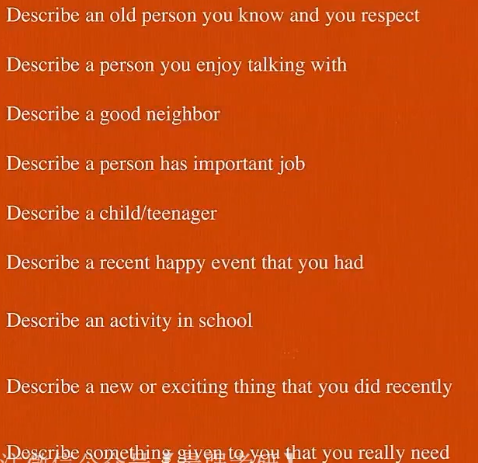 Describe an old person you know and you respect
Describe a person you enjoy talking with
Describe a good neighbor
Describe a person has important job
Describe a child/teenager
Describe a recent happy event that you had
Describe an activity in school
Describe a new or exciting thing that you did recently
Describe something given to you that you really need